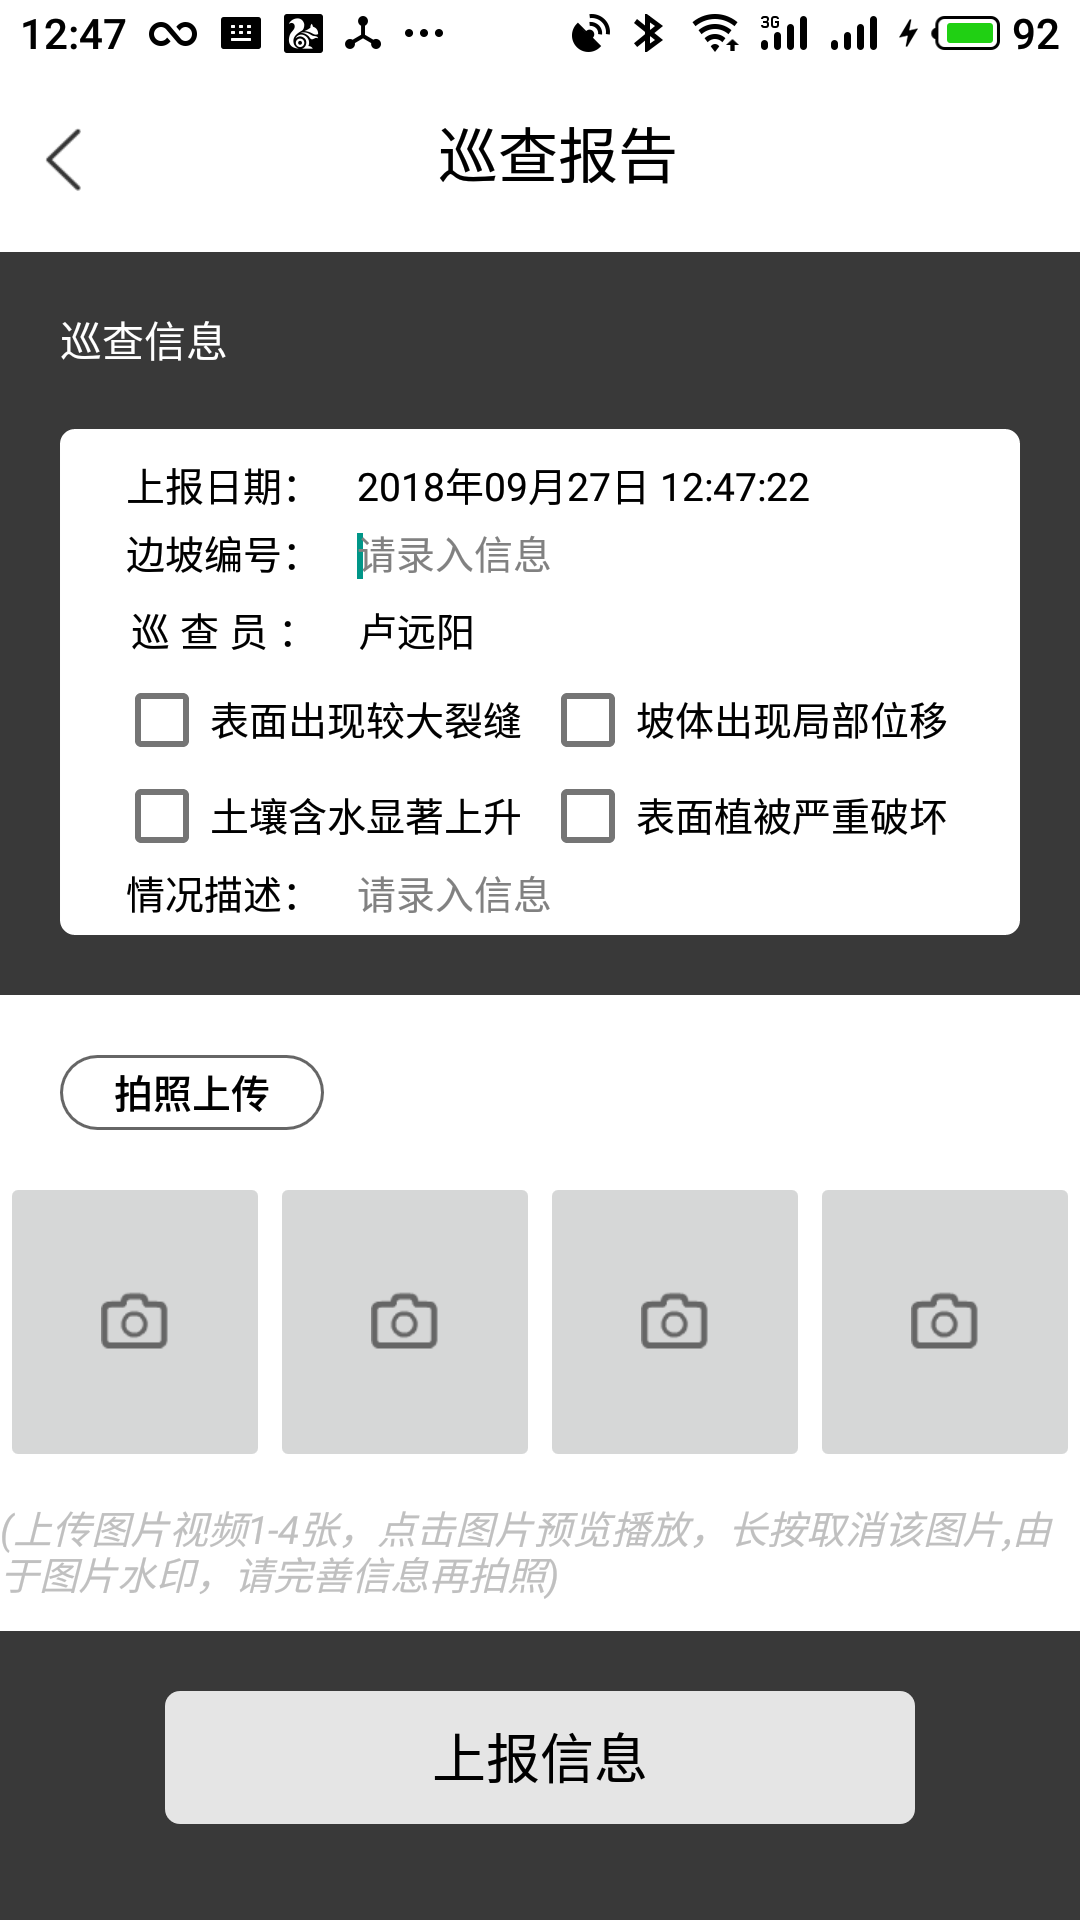 12:47
3G
92
巡查报告
巡查信息
上报日期： 2018年09月27日 12:47:22
边坡编号： 请录入信息
巡 查 员 ： 卢远阳
表面出现较大裂缝 坡体出现局部位移
土壤含水显著上升 表面植被严重破坏
情况描述： 请录入信息
拍照上传
(上传图片视频1-4张，点击图片预览播放，长按取消该图片,由
于图片水印，请完善信息再拍照)
上报信息